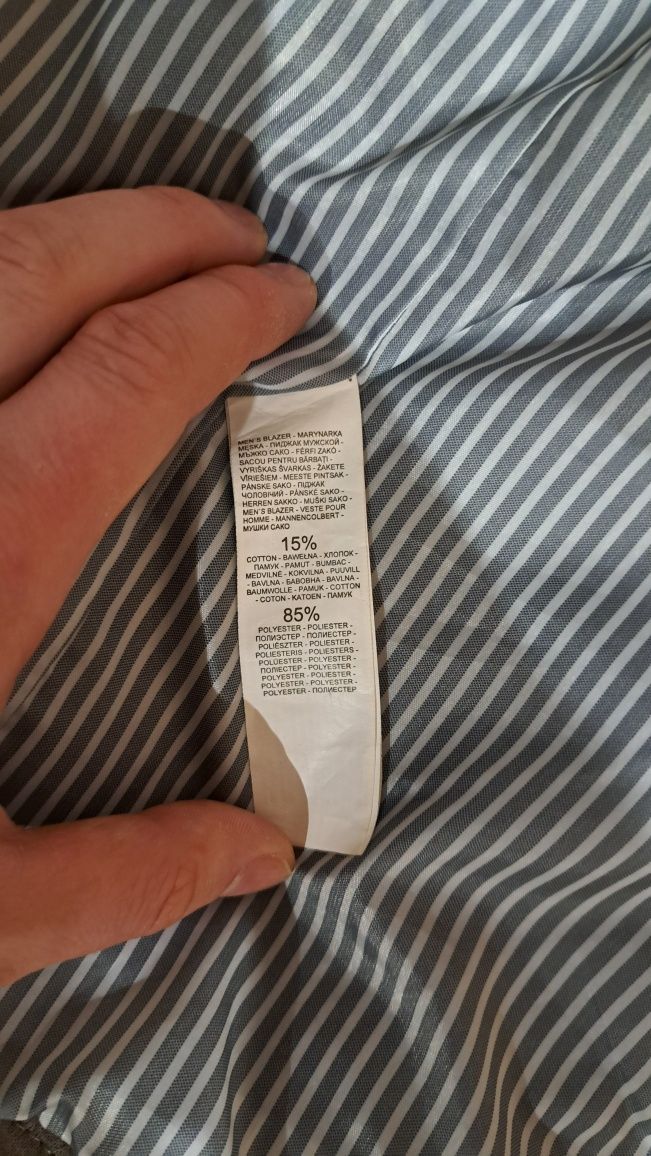 MEN'S BLAZER - MARYNARKA
MĘSKA - ПИДЖАК МУЖСКОЙ -
МЪЖКО САКО - FÉRFI ZAKÓ -
SACOU PENTRU BĂRBAŢI -
VYRIŠKAS ŠVARKAS - ŽAKETE
VĪRIEŠIEM - MEESTE PINTSAK -
PÁNSKE SAKO - ПІДЖАК
ЧОЛОВІЧИЙ - PÁNSKÉ SAKO -
HERREN SAKKO - MUŠKI SAKO -
MEN'S BLAZER - VESTE POUR
HOMME - MANNENCOLBERT -
МУШКИ САКО
15%
COTTON - BAWEŁNA - ХЛОПОК -
ПАМУК - PAMUT - BUMBAC -
MEDVILNĖ - KOKVILNA - PUUVILL
- BAVLNA - БАВОВНА - BAVLNA -
BAUMWOLLE - PAMUK - COTTON
- COTON - KATOEN - ПАМУК
85%
POLYESTER - POLIESTER -
ПОЛИЭСТЕР - ПОЛИЕСТЕР -
POLIÉSZTER - POLIESTER -
POLIESTERIS - POLIESTERS -
POLÜESTER - POLYESTER -
ПОЛІЕСТЕР - POLYESTER -
POLYESTER - POLIESTER -
POLYESTER - POLYESTER -
POLYESTER - ПОЛИЕСТЕР